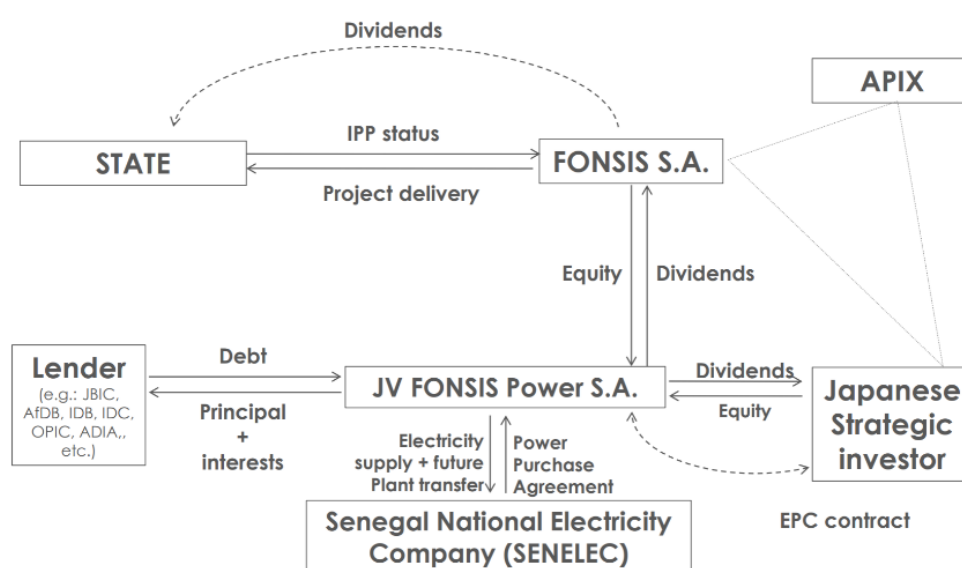 Dividends
APIX
IPP status
STATE
FONSIS S.A.
Project delivery
Equity
Dividends
Lender
(e.g.: JBIC,
AfDB, IDB, IDC,
OPIC, ADIA,,
etc.)
Debt
Principal
+
interests
JV FONSIS Power S.A.
Dividends
Equity
Japanese
Strategic
investor
Electricity
supply + future
Plant transfer
Power
Purchase
Agreement
Senegal National Electricity
Company (SENELEC)
EPC contract